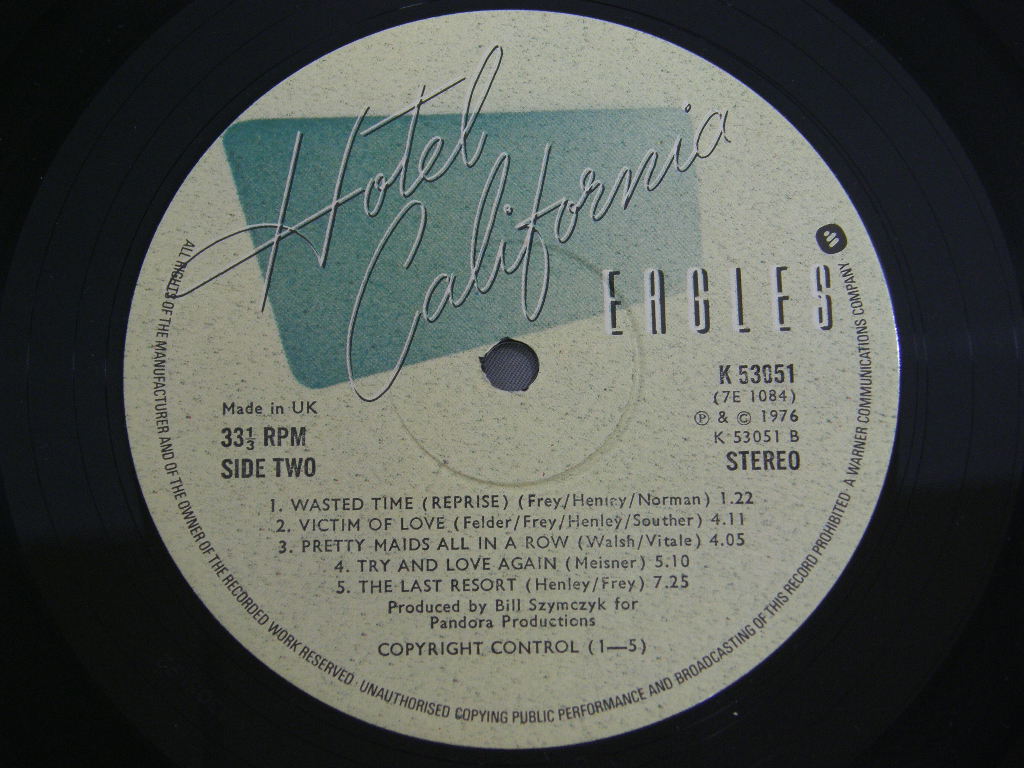 Hotel
California
EAGLES
K 53051
(7E 1084)
Ⓟ & © 1976
K 53051 B
STEREO
Made in UK
33⅓ RPM
SIDE TWO
1. WASTED TIME (REPRISE) (Frey/Henley/Norman) 1.22
2. VICTIM OF LOVE (Felder/Frey/Henley/Souther) 4.11
3. PRETTY MAIDS ALL IN A ROW (Walsh/Vitale) 4.05
4. TRY AND LOVE AGAIN (Meisner) 5.10
5. THE LAST RESORT (Henley/Frey) 7.25
Produced by Bill Szymczyk for
Pandora Productions
COPYRIGHT CONTROL (1—5)
ALL RIGHTS OF THE MANUFACTURER AND OF THE OWNER OF THE RECORDED WORK RESERVED · UNAUTHORISED COPYING PUBLIC PERFORMANCE AND BROADCASTING OF THIS RECORD PROHIBITED · A WARNER COMMUNICATIONS COMPANY